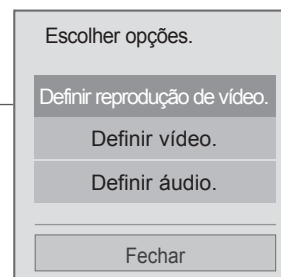 Escolher opções.
Definir reprodução de vídeo.
Definir vídeo.
Definir áudio.
Fechar